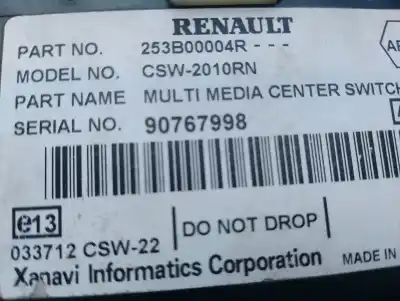 RENAULT
PART NO. 253B00004R - - -
MODEL NO. CSW-2010RN
PART NAME MULTI MEDIA CENTER SWITCH
SERIAL NO. 90767998
e13
DO NOT DROP
033712 CSW-22
Xanavi Informatics Corporation MADE IN